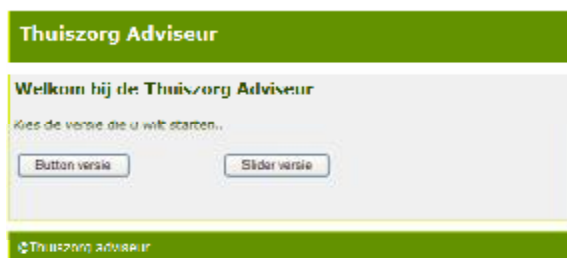 Thuiszorg Adviseur
Welkom bij de Thuiszorg Adviseur
Kies de versie die u wilt starten..
Button versie
Slider versie
©Thuiszorg adviseur